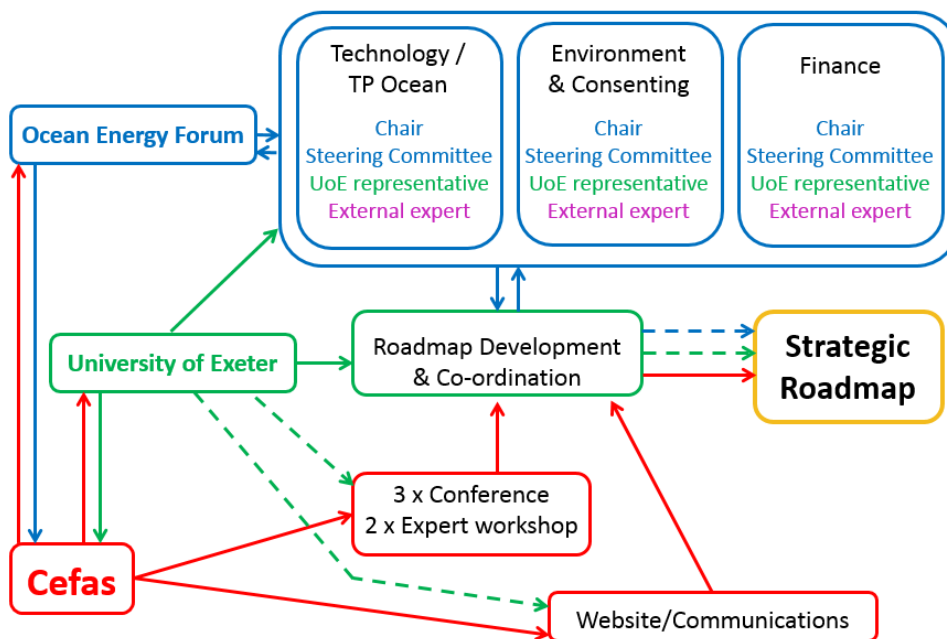 Technology /
TP Ocean
Chair
Steering Committee
UoE representative
External expert
Environment
& Consenting
Chair
Steering Committee
UoE representative
External expert
Finance
Chair
Steering Committee
UoE representative
External expert
Ocean Energy Forum
University of Exeter
Roadmap Development
& Co-ordination
Strategic
Roadmap
3 x Conference
2 x Expert workshop
Cefas
Website/Communications